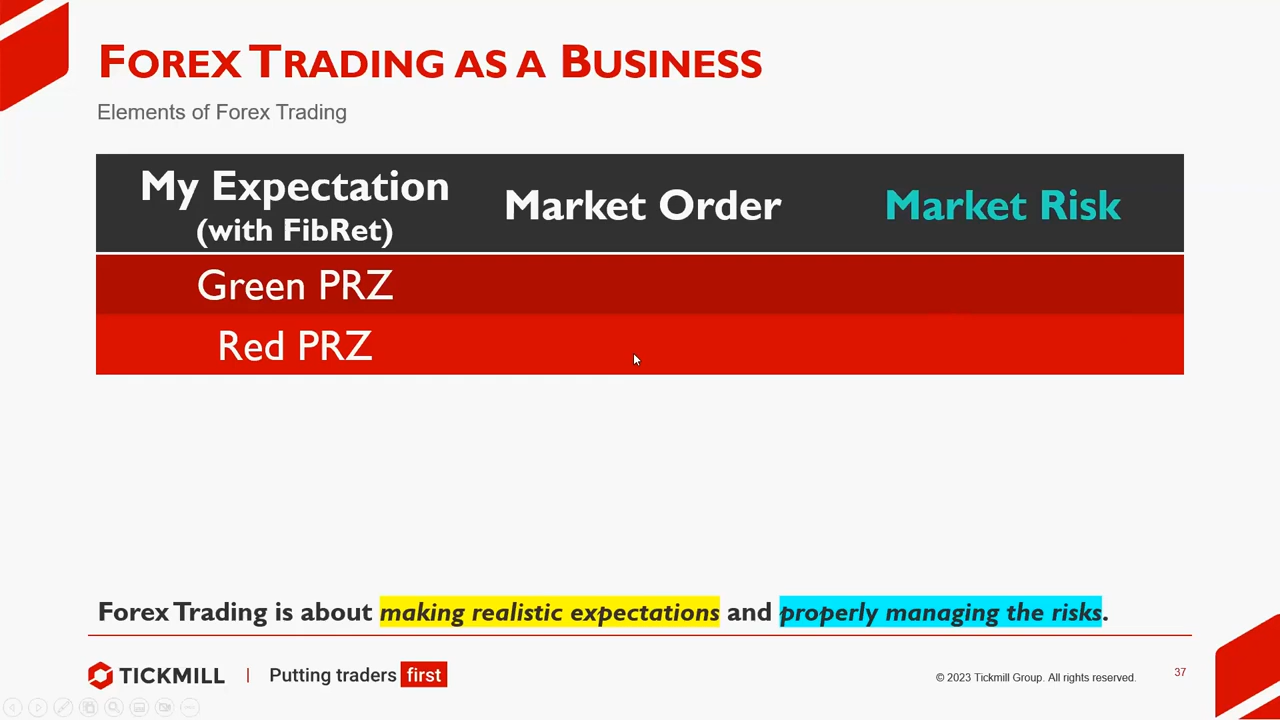 FOREX TRADING AS A BUSINESS
Elements of Forex Trading
My Expectation
(with FibRet)
Market Order
Market Risk
Green PRZ
Red PRZ
Forex Trading is about making realistic expectations and properly managing the risks.
TICKMILL | Putting traders first
© 2023 Tickmill Group. All rights reserved.
37